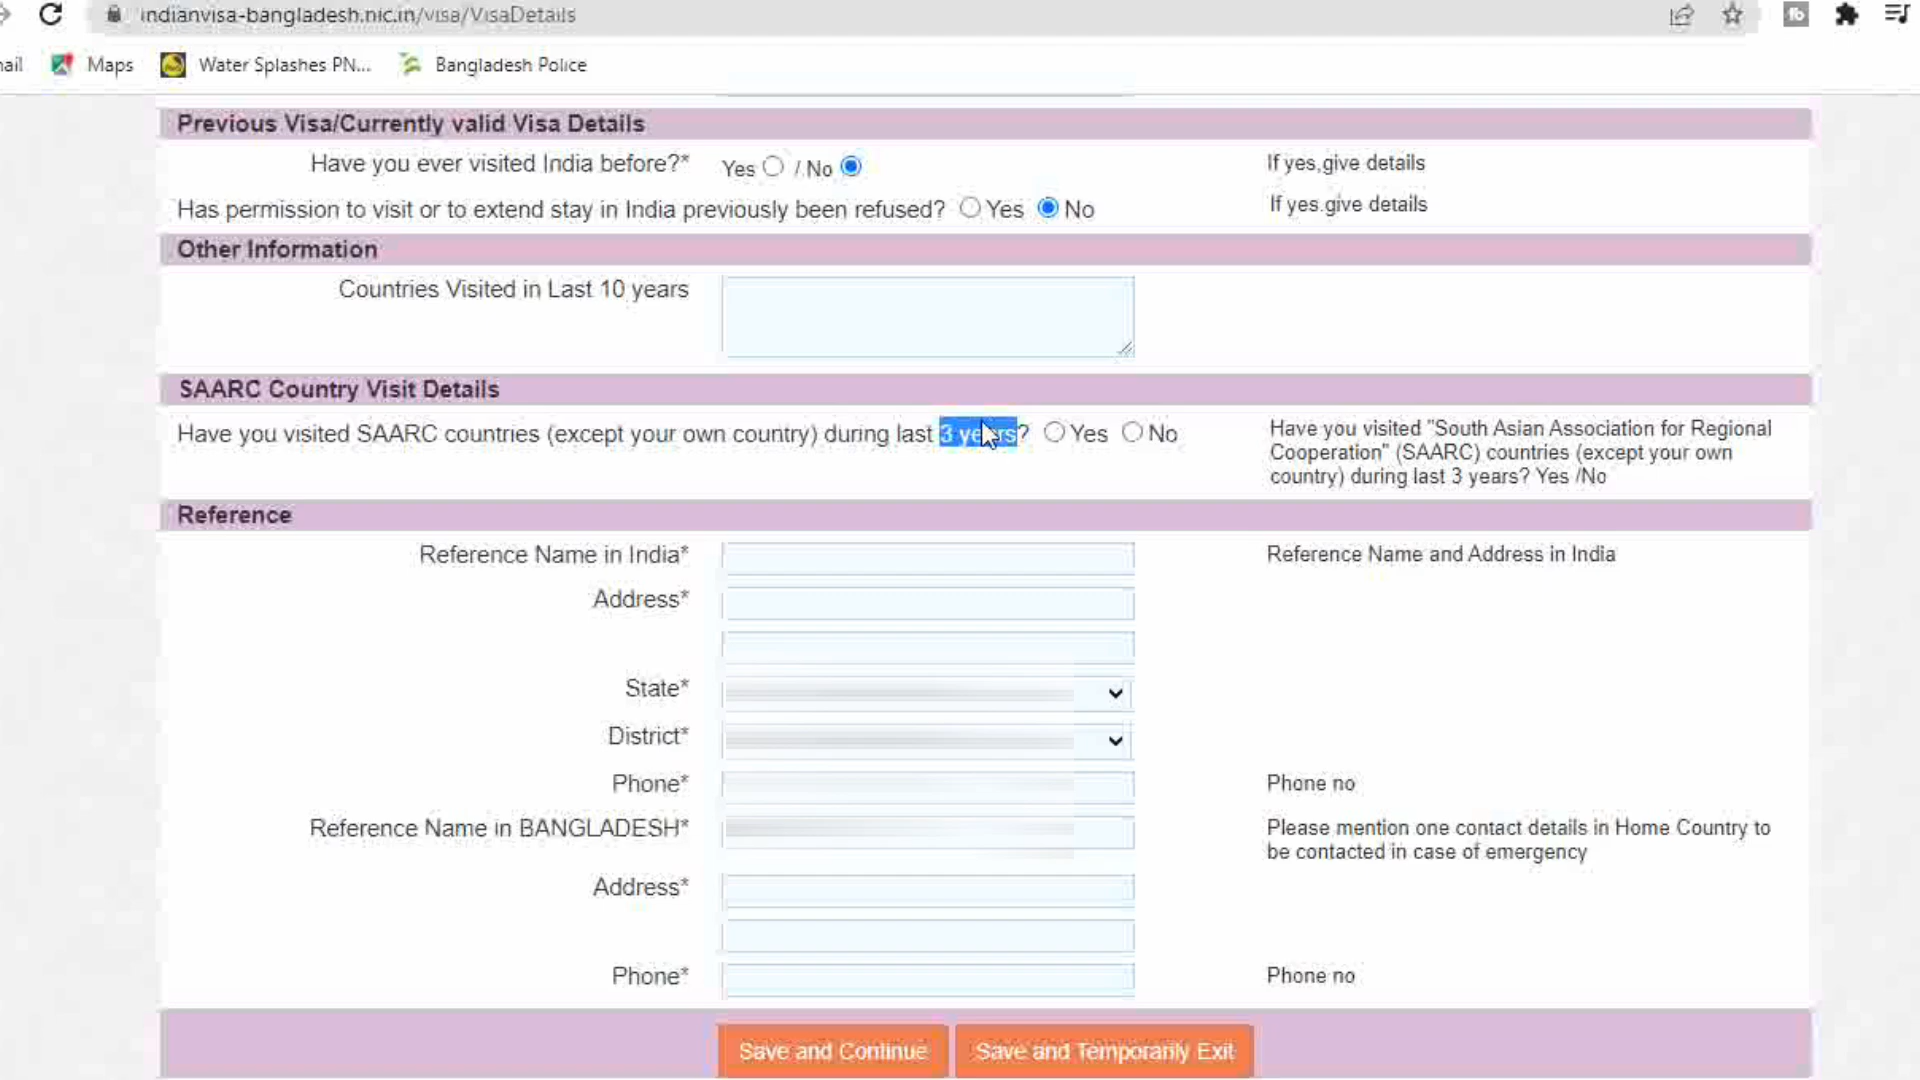 indianvisa-bangladesh.nic.in/visa/VisaDetails
ail Maps Water Splashes PN... Bangladesh Police
Previous Visa/Currently valid Visa Details
Have you ever visited India before?* Yes / No If yes,give details
Has permission to visit or to extend stay in India previously been refused? Yes No If yes.give details
Other Information
Countries Visited in Last 10 years
SAARC Country Visit Details
Have you visited SAARC countries (except your own country) during last 3 years? Yes No
Have you visited "South Asian Association for Regional
Cooperation" (SAARC) countries (except your own
country) during last 3 years? Yes /No
Reference
Reference Name in India* Reference Name and Address in India
Address*
State*
District*
Phone* Phone no
Reference Name in BANGLADESH* Please mention one contact details in Home Country to
be contacted in case of emergency
Address*
Phone* Phone no
Save and Continue Save and Temporarily Exit